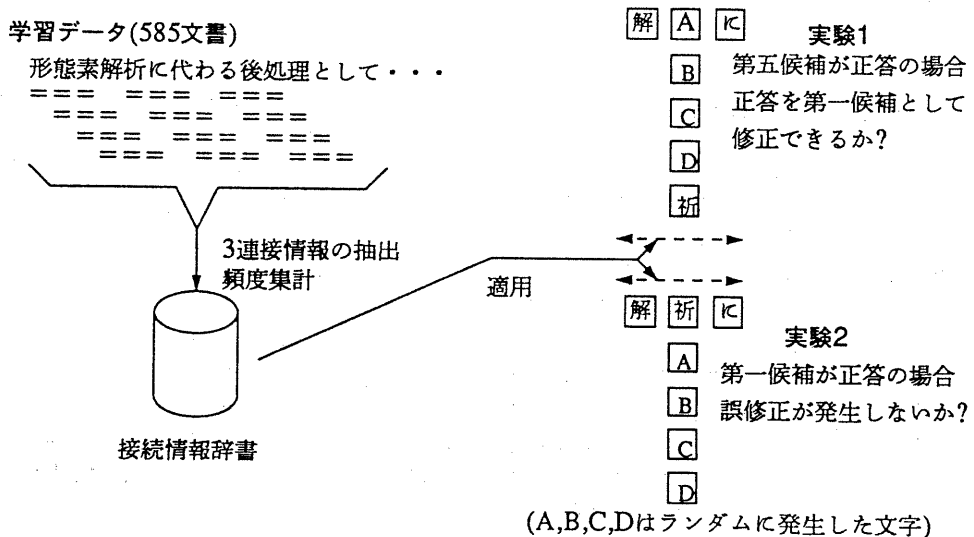 学習データ(585文書)
形態素解析に代わる後処理として・・・
=== === ===
=== === ===
=== === ===
=== === ===
3連接情報の抽出
頻度集計
接続情報辞書
適用
解 A に
B
C
D
祈
実験1
第五候補が正答の場合
正答を第一候補として
修正できるか?
解 祈 に
A
B
C
D
実験2
第一候補が正答の場合
誤修正が発生しないか?
(A,B,C,Dはランダムに発生した文字)